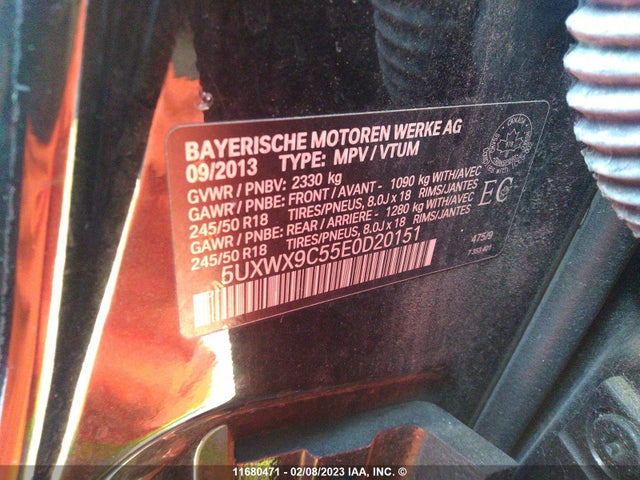 BAYERISCHE MOTOREN WERKE AG
09/2013 TYPE: MPV / VTUM
GVWR / PNBV: 2330 kg
GAWR / PNBE: FRONT / AVANT - 1090 kg WITH/AVEC
245/50 R18 TIRES/PNEUS, 8.0J x 18 RIMS/JANTES
GAWR / PNBE: REAR / ARRIERE - 1280 kg WITH/AVEC
245/50 R18 TIRES/PNEUS, 8.0J x 18 RIMS/JANTES
EC
5UXWX9C55E0D20151
475/9
CANADA
11680471 - 02/08/2023 IAA, INC. ©